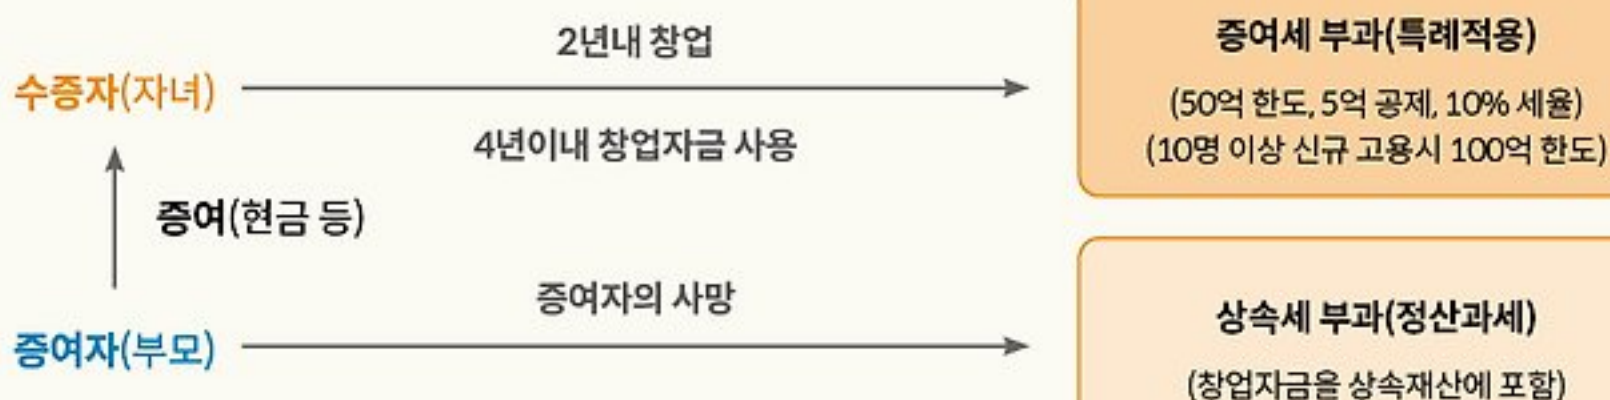 2년내 창업
수증자(자녀)
4년이내 창업자금 사용
증여세 부과(특례적용)
(50억 한도, 5억 공제, 10% 세율)
(10명 이상 신규 고용시 100억 한도)
증여(현금 등)
증여자의 사망
증여자(부모)
상속세 부과(정산과세)
(창업자금을 상속재산에 포함)